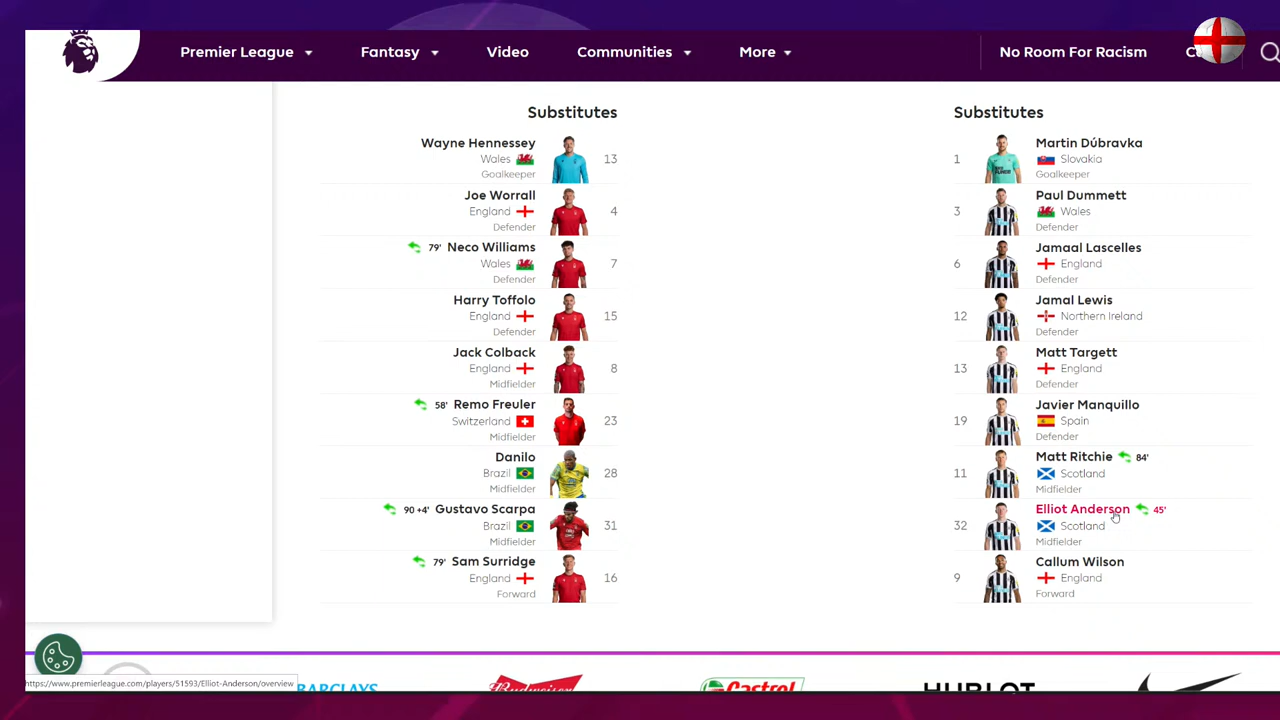 Premier League
Fantasy
Video
Communities
More
No Room For Racism
Substitutes
Wayne Hennessey
Wales
13
Goalkeeper
Joe Worrall
England
4
Defender
79' Neco Williams
Wales
7
Defender
Harry Toffolo
England
15
Defender
Jack Colback
England
8
Midfielder
58' Remo Freuler
Switzerland
23
Midfielder
Danilo
Brazil
28
Midfielder
90 +4' Gustavo Scarpa
Brazil
31
Midfielder
79' Sam Surridge
England
16
Forward
Substitutes
Martin Dúbravka
1
Slovakia
Goalkeeper
Paul Dummett
3
Wales
Defender
Jamaal Lascelles
6
England
Defender
Jamal Lewis
12
Northern Ireland
Defender
Matt Targett
13
England
Defender
Javier Manquillo
19
Spain
Defender
Matt Ritchie 84'
11
Scotland
Midfielder
Elliot Anderson 45'
32
Scotland
Midfielder
Callum Wilson
9
England
Forward
https://www.premierleague.com/players/51593/Elliot-Anderson/overview
BARCLAYS
Budweiser
Castrol
HUBLOT